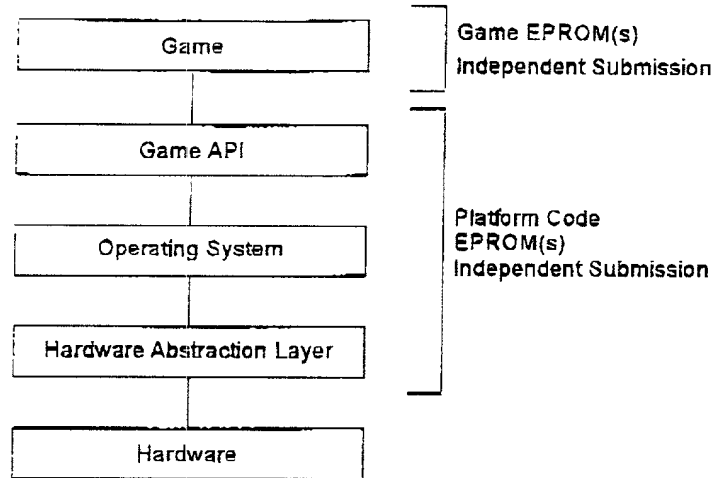 Game
Game EPROM(s)
Independent Submission
Game API
Operating System
Platform Code
EPROM(s)
Independent Submission
Hardware Abstraction Layer
Hardware